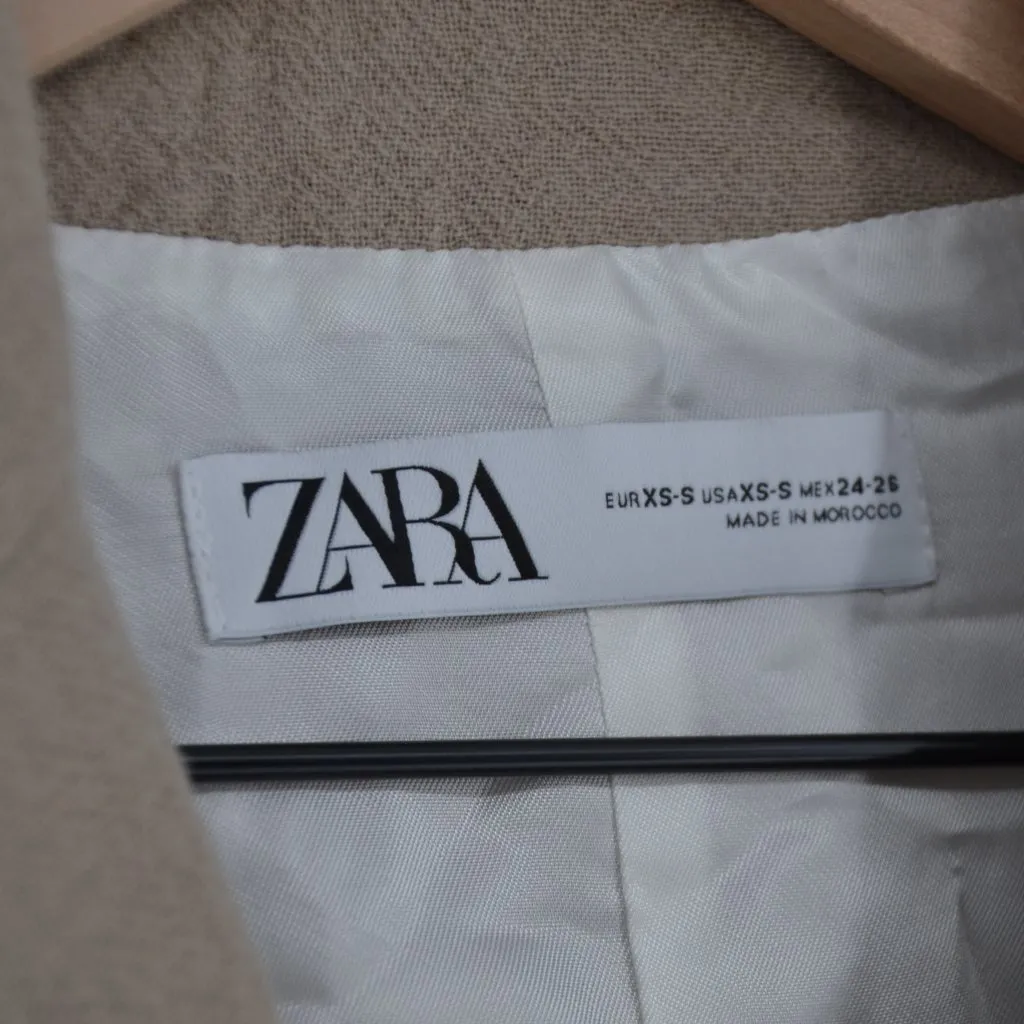 ZARA
EUR XS-S USA XS-S MEX 24-26
MADE IN MOROCCO